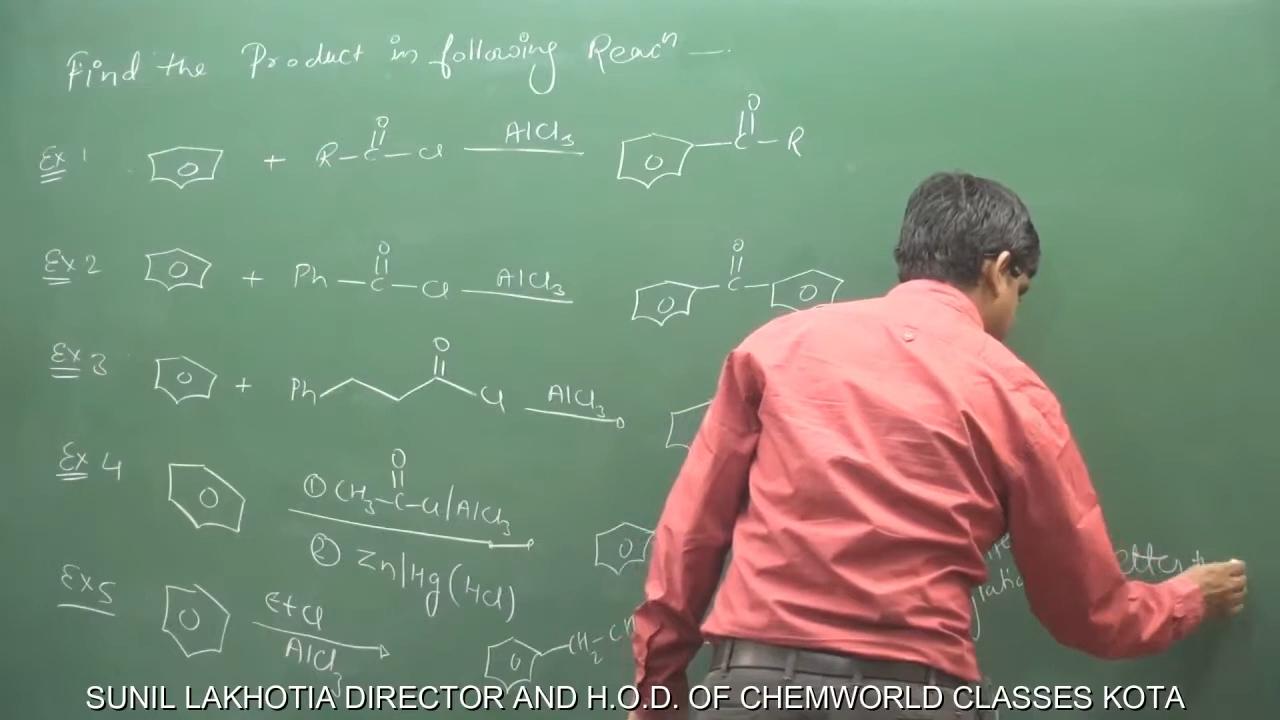 Find the Product in following Reacⁿ —
Ex 1 + R-C-Cl AlCl3 C-R
O O
Ex 2 + Ph-C-Cl AlCl3 C
O O
Ex 3 + Ph Cl AlCl3
O
Ex 4 ① CH3-C-Cl/AlCl3
O
② Zn/Hg (HCl)
Ex5 EtCl
AlCl3 CH2-CH
SUNIL LAKHOTIA DIRECTOR AND H.O.D. OF CHEMWORLD CLASSES KOTA